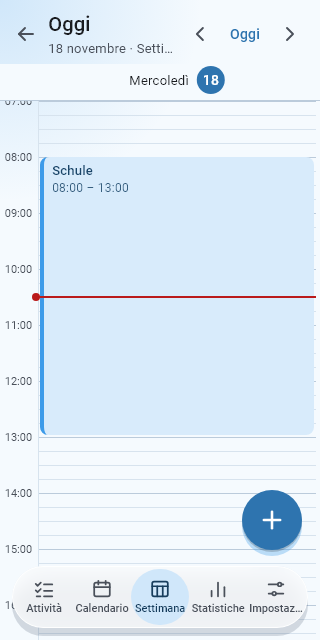 Oggi
18 novembre · Setti…
Oggi
Mercoledì 18
07:00
08:00
Schule
08:00 – 13:00
09:00
10:00
11:00
12:00
13:00
14:00
15:00
Attività
Calendario
Settimana
Statistiche
Impostaz…